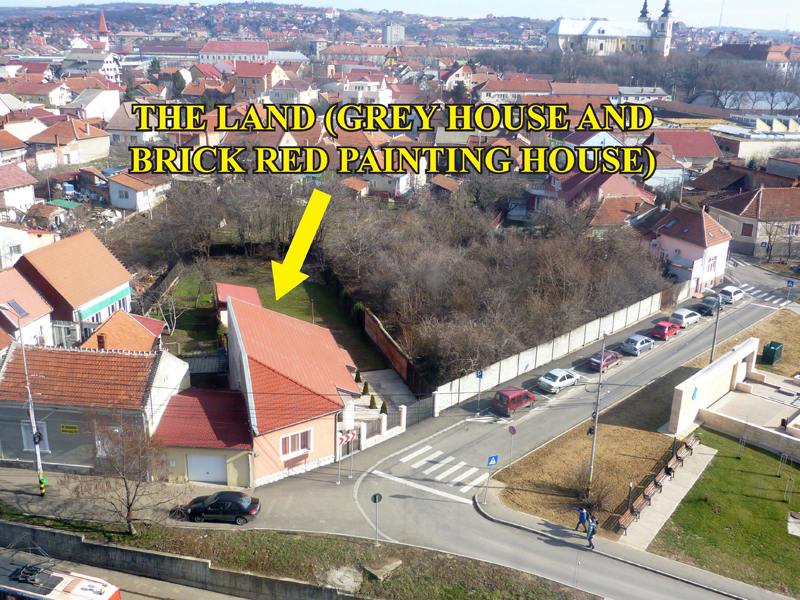 THE LAND (GREY HOUSE AND
BRICK RED PAINTING HOUSE)